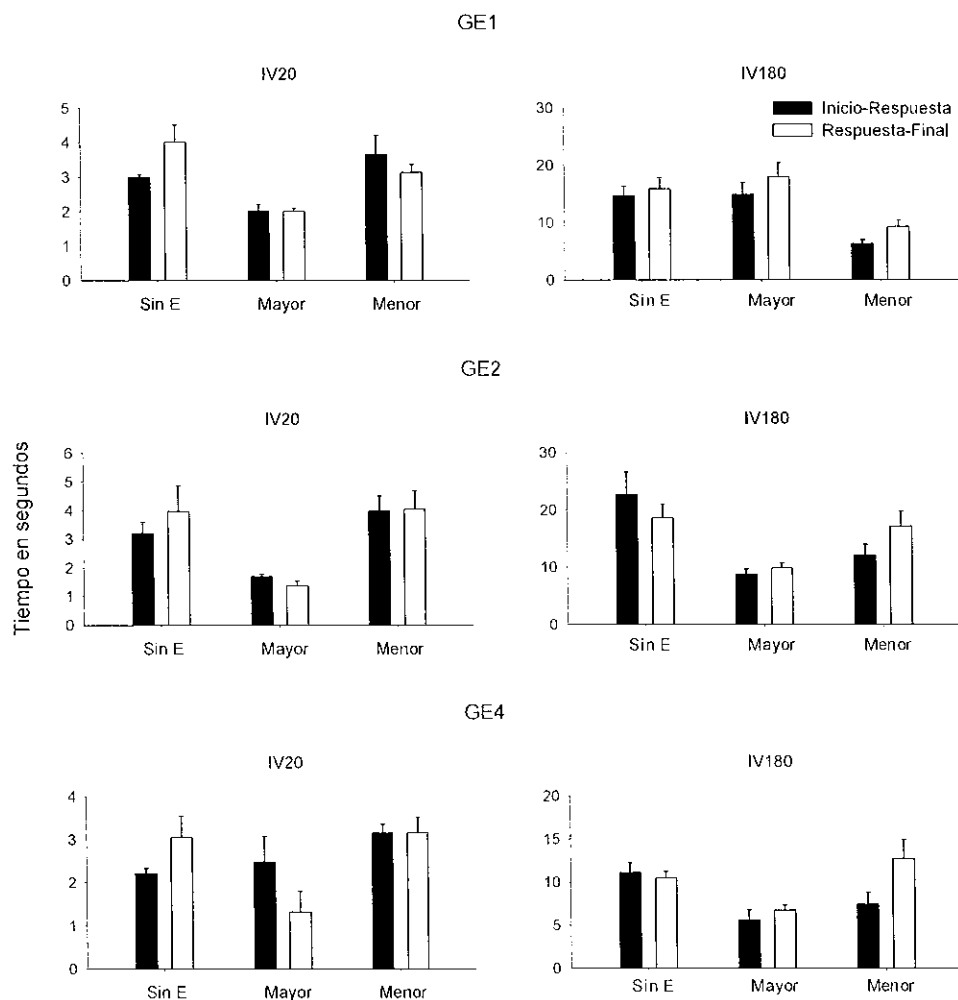 GE1
IV20
5
4
3
2
1
0
Sin E Mayor Menor
IV180
30
20
10
0
Inicio-Respuesta
Respuesta-Final
Sin E Mayor Menor
GE2
Tiempo en segundos
IV20
6
5
4
3
2
1
0
Sin E Mayor Menor
IV180
30
20
10
0
Sin E Mayor Menor
GE4
IV20
4
3
2
1
0
Sin E Mayor Menor
IV180
20
15
10
5
0
Sin E Mayor Menor